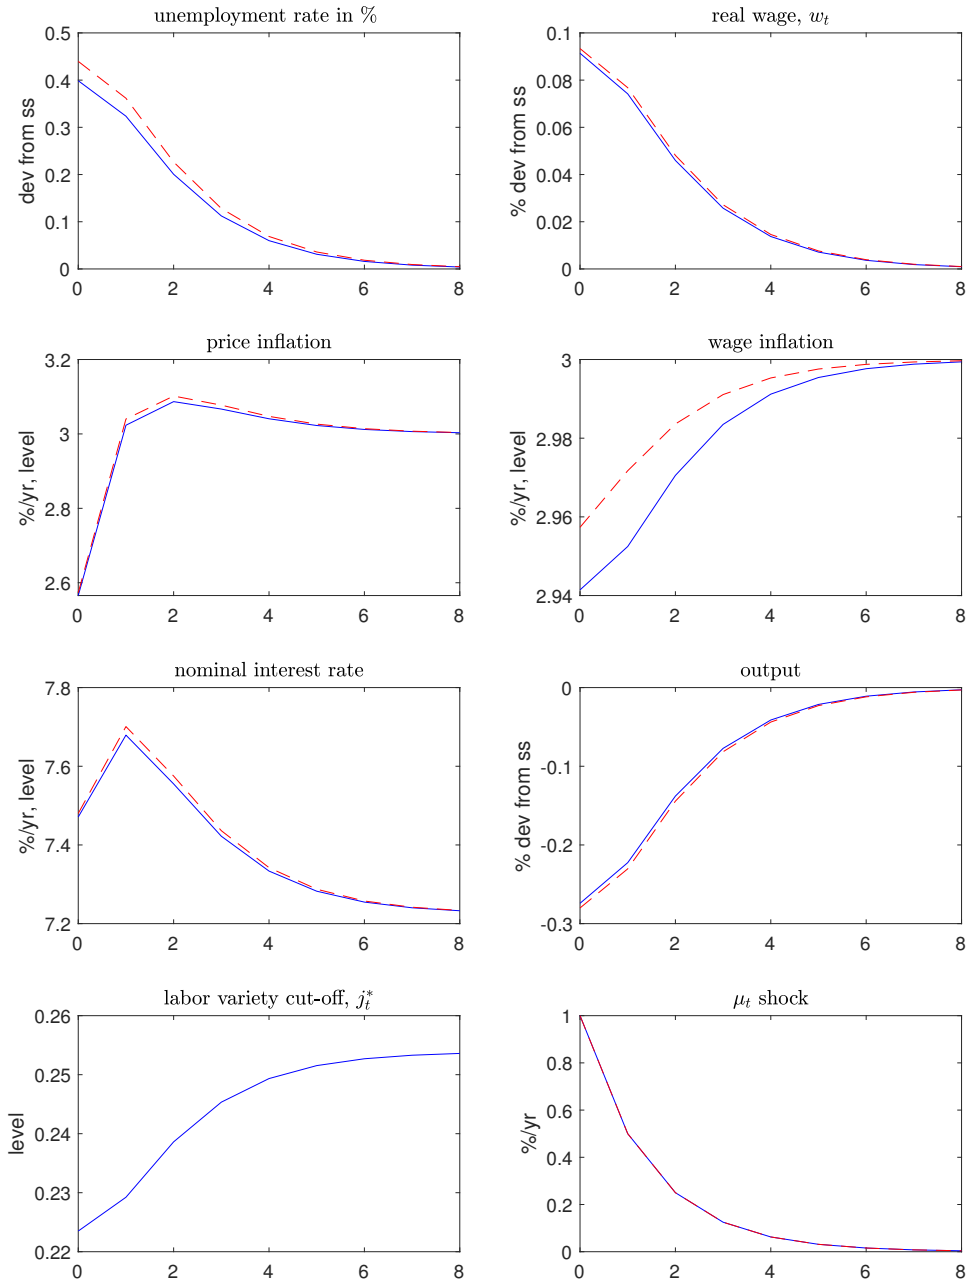 unemployment rate in %
dev from ss
0.5
0.4
0.3
0.2
0.1
0
0 2 4 6 8
real wage, wₜ
% dev from ss
0.1
0.08
0.06
0.04
0.02
0
0 2 4 6 8
price inflation
%/yr, level
3.2
3
2.8
2.6
0 2 4 6 8
wage inflation
%/yr, level
3
2.98
2.96
2.94
0 2 4 6 8
nominal interest rate
%/yr, level
7.8
7.6
7.4
7.2
0 2 4 6 8
output
% dev from ss
0
-0.1
-0.2
-0.3
0 2 4 6 8
labor variety cut-off, j*ₜ
level
0.26
0.25
0.24
0.23
0.22
0 2 4 6 8
μₜ shock
%/yr
1
0.8
0.6
0.4
0.2
0
0 2 4 6 8